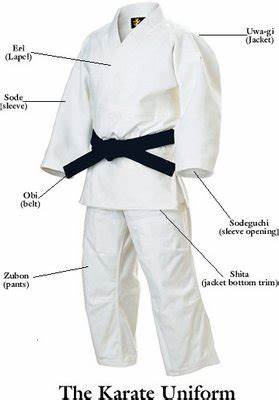 Uwa-gi
(Jacket)
Erl
(Lapel)
Sode
[sleeve)
Obi
(belt)
Sodeguchi
(sleeve opening]
Shita
(jacket bottom trim)
Zubon
(pants)
The Karate Uniform